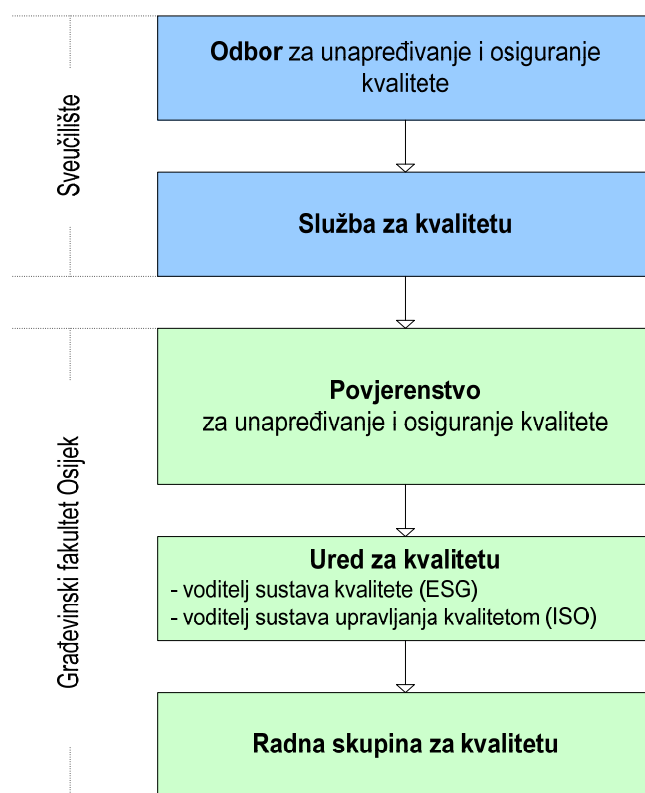 Sveučilište
Odbor za unapređivanje i osiguranje
kvalitete
Služba za kvalitetu
Građevinski fakultet Osijek
Povjerenstvo
za unapređivanje i osiguranje kvalitete
Ured za kvalitetu
- voditelj sustava kvalitete (ESG)
- voditelj sustava upravljanja kvalitetom (ISO)
Radna skupina za kvalitetu